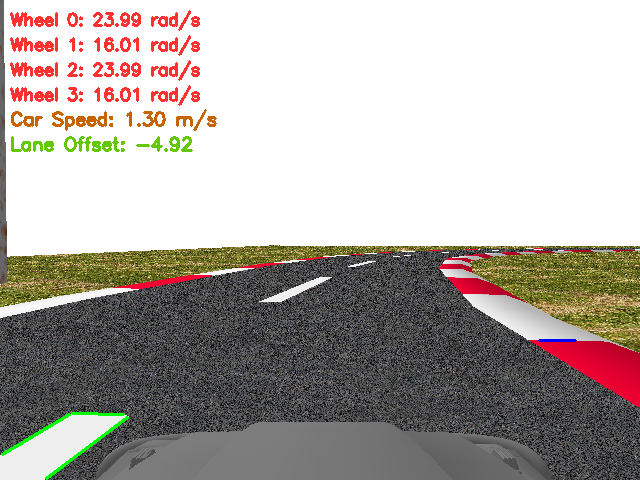 Wheel 0: 23.99 rad/s
Wheel 1: 16.01 rad/s
Wheel 2: 23.99 rad/s
Wheel 3: 16.01 rad/s
Car Speed: 1.30 m/s
Lane Offset: -4.92